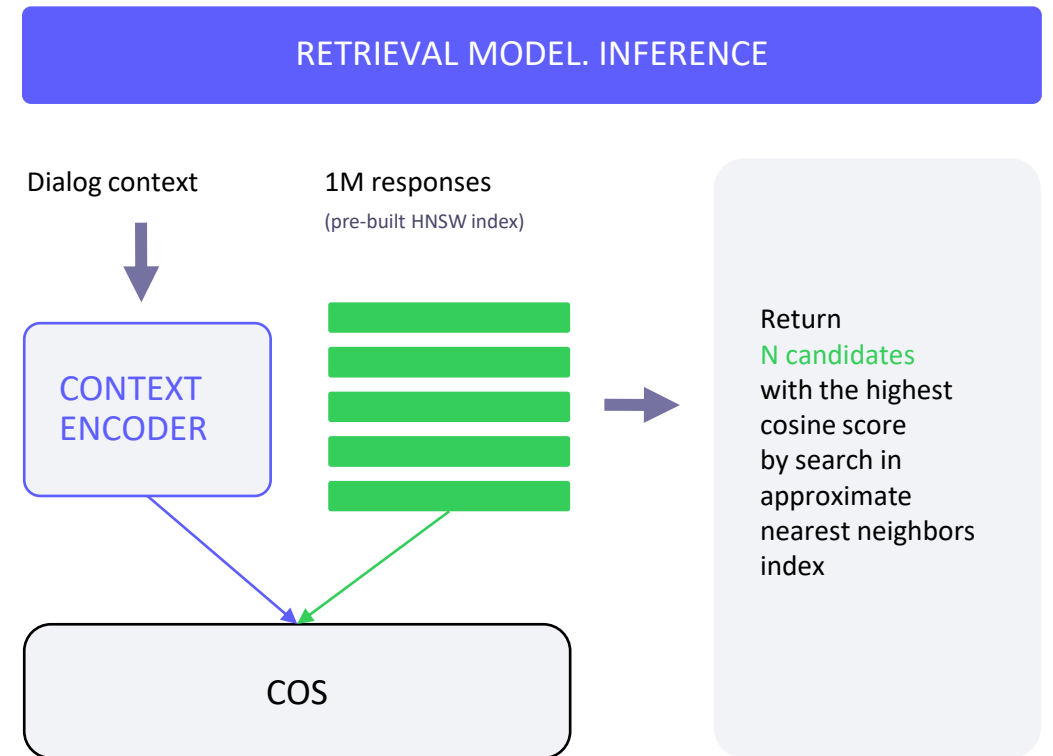 RETRIEVAL MODEL. INFERENCE
Dialog context
1M responses
(pre-built HNSW index)
CONTEXT
ENCODER
COS
Return
N candidates
with the highest
cosine score
by search in
approximate
nearest neighbors
index